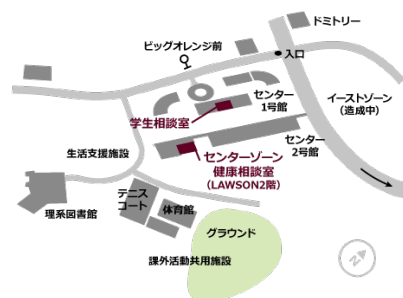 ドミトリー
ビッグオレンジ前
入口
センター
1号館
イーストゾーン
（造成中）
学生相談室
センター
2号館
生活支援施設
センターゾーン
健康相談室
（LAWSON2階）
テニス
コート
体育館
理系図書館
グラウンド
課外活動共用施設
N